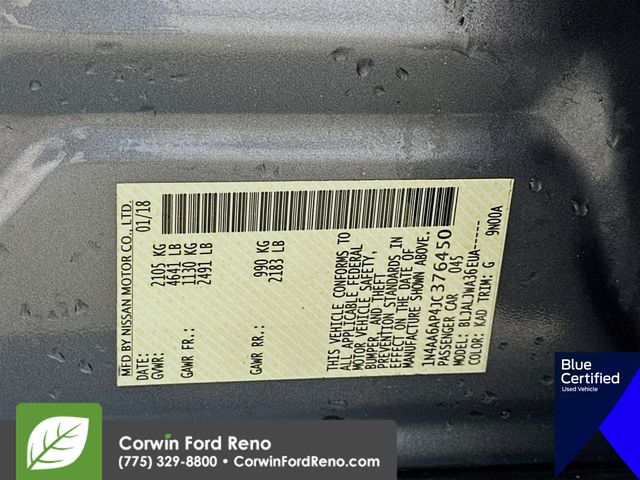 MFD BY NISSAN MOTOR CO., LTD.
DATE: 01/18
GVWR: 2105 KG
4641 LB
GAWR FR.: 1130 KG
2491 LB
GAWR RR.: 990 KG
2183 LB
THIS VEHICLE CONFORMS TO
ALL APPLICABLE FEDERAL
MOTOR VEHICLE SAFETY,
BUMPER, AND THEFT
PREVENTION STANDARDS IN
EFFECT ON THE DATE OF
MANUFACTURE SHOWN ABOVE.
1N4AA6AP4JC376450
PASSENGER CAR 045
MODEL: BLJALJWA36EUA-----
COLOR: KAD TRIM: G 9N00A
Blue
Certified
Used Vehicle
Corwin Ford Reno
(775) 329-8800 • CorwinFordReno.com